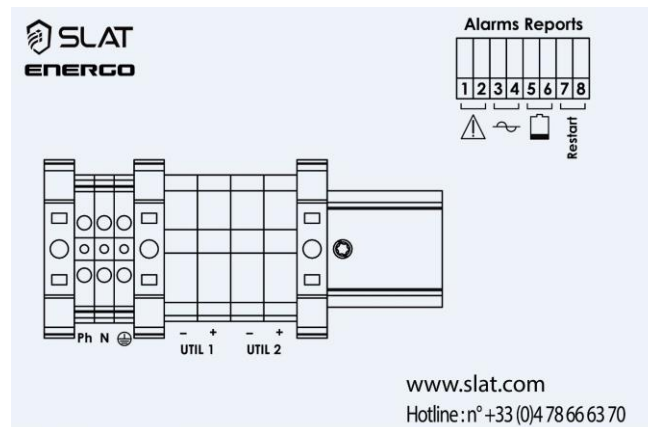 SLAT
ENERGO
Alarms Reports
1 2 3 4 5 6 7 8
Restart
Ph N
– + – +
UTIL 1 UTIL 2
www.slat.com
Hotline : n° +33 (0)4 78 66 63 70